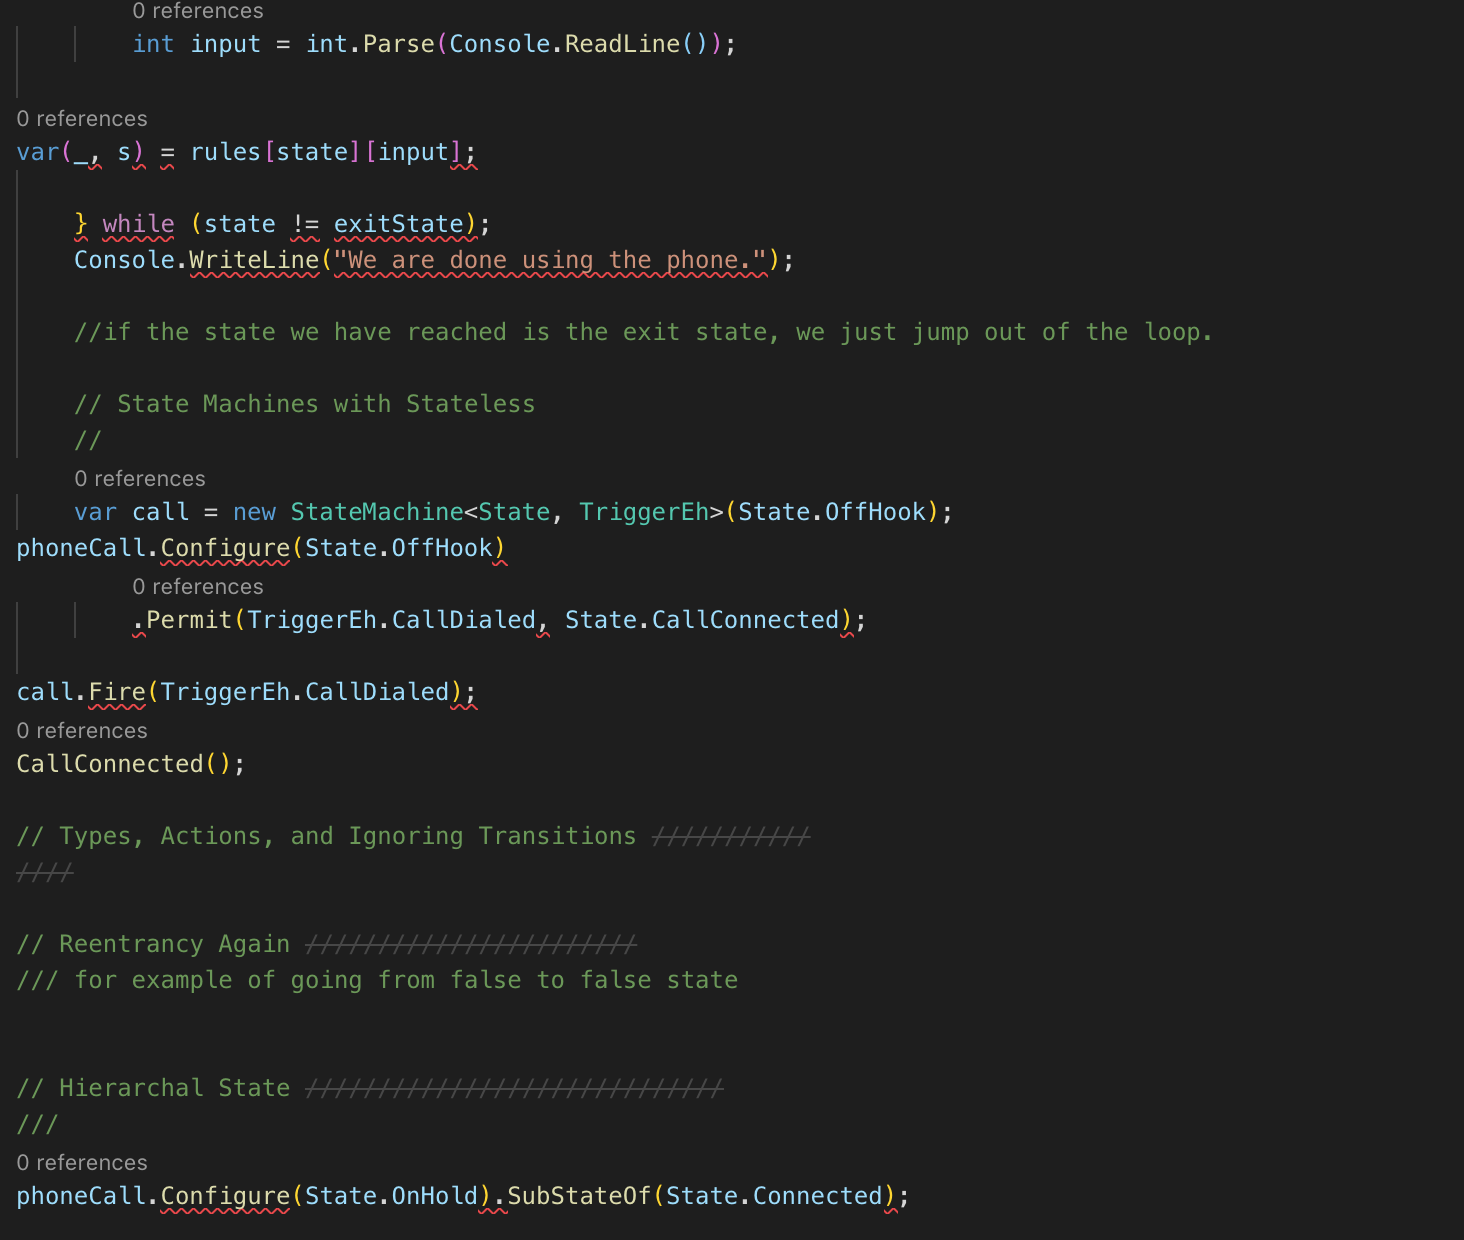 0 references
int input = int.Parse(Console.ReadLine());
0 references
var(_, s) = rules[state][input];
} while (state != exitState);
Console.WriteLine("We are done using the phone.");
//if the state we have reached is the exit state, we just jump out of the loop.
// State Machines with Stateless
//
0 references
var call = new StateMachine<State, TriggerEh>(State.OffHook);
phoneCall.Configure(State.OffHook)
0 references
.Permit(TriggerEh.CallDialed, State.CallConnected);
call.Fire(TriggerEh.CallDialed);
0 references
CallConnected();
// Types, Actions, and Ignoring Transitions ///////////
////
// Reentrancy Again ///////////////////////
/// for example of going from false to false state
// Hierarchal State /////////////////////////////
///
0 references
phoneCall.Configure(State.OnHold).SubStateOf(State.Connected);